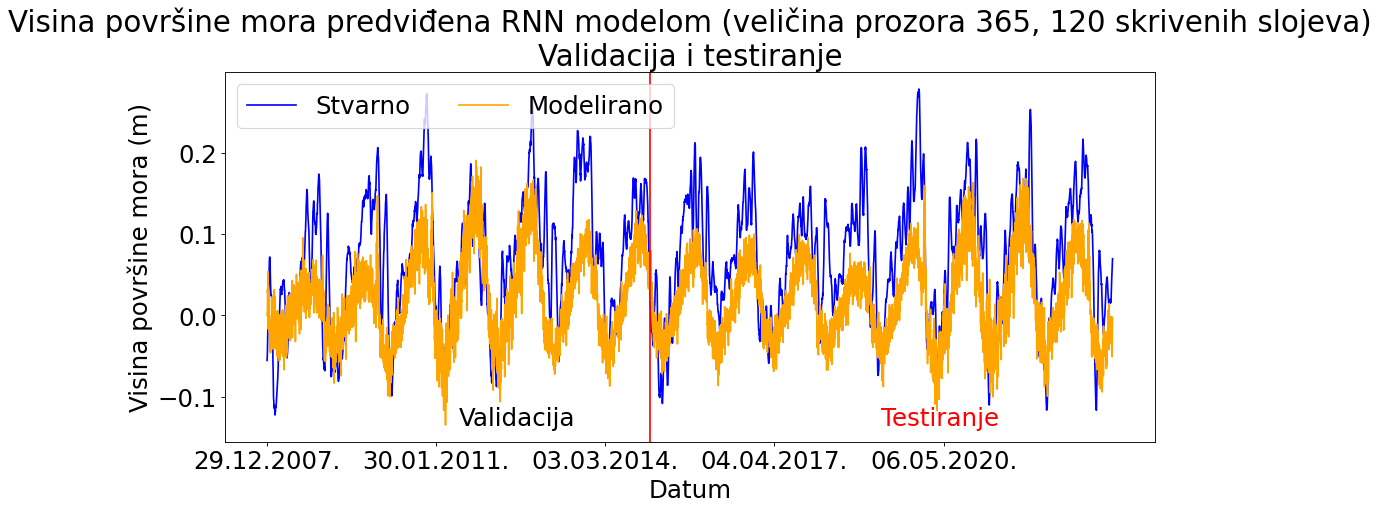 Visina površine mora predviđena RNN modelom (veličina prozora 365, 120 skrivenih slojeva)
Validacija i testiranje
Stvarno
Modelirano
Visina površine mora (m)
0.2
0.1
0.0
−0.1
Validacija
Testiranje
29.12.2007.
30.01.2011.
03.03.2014.
04.04.2017.
06.05.2020.
Datum